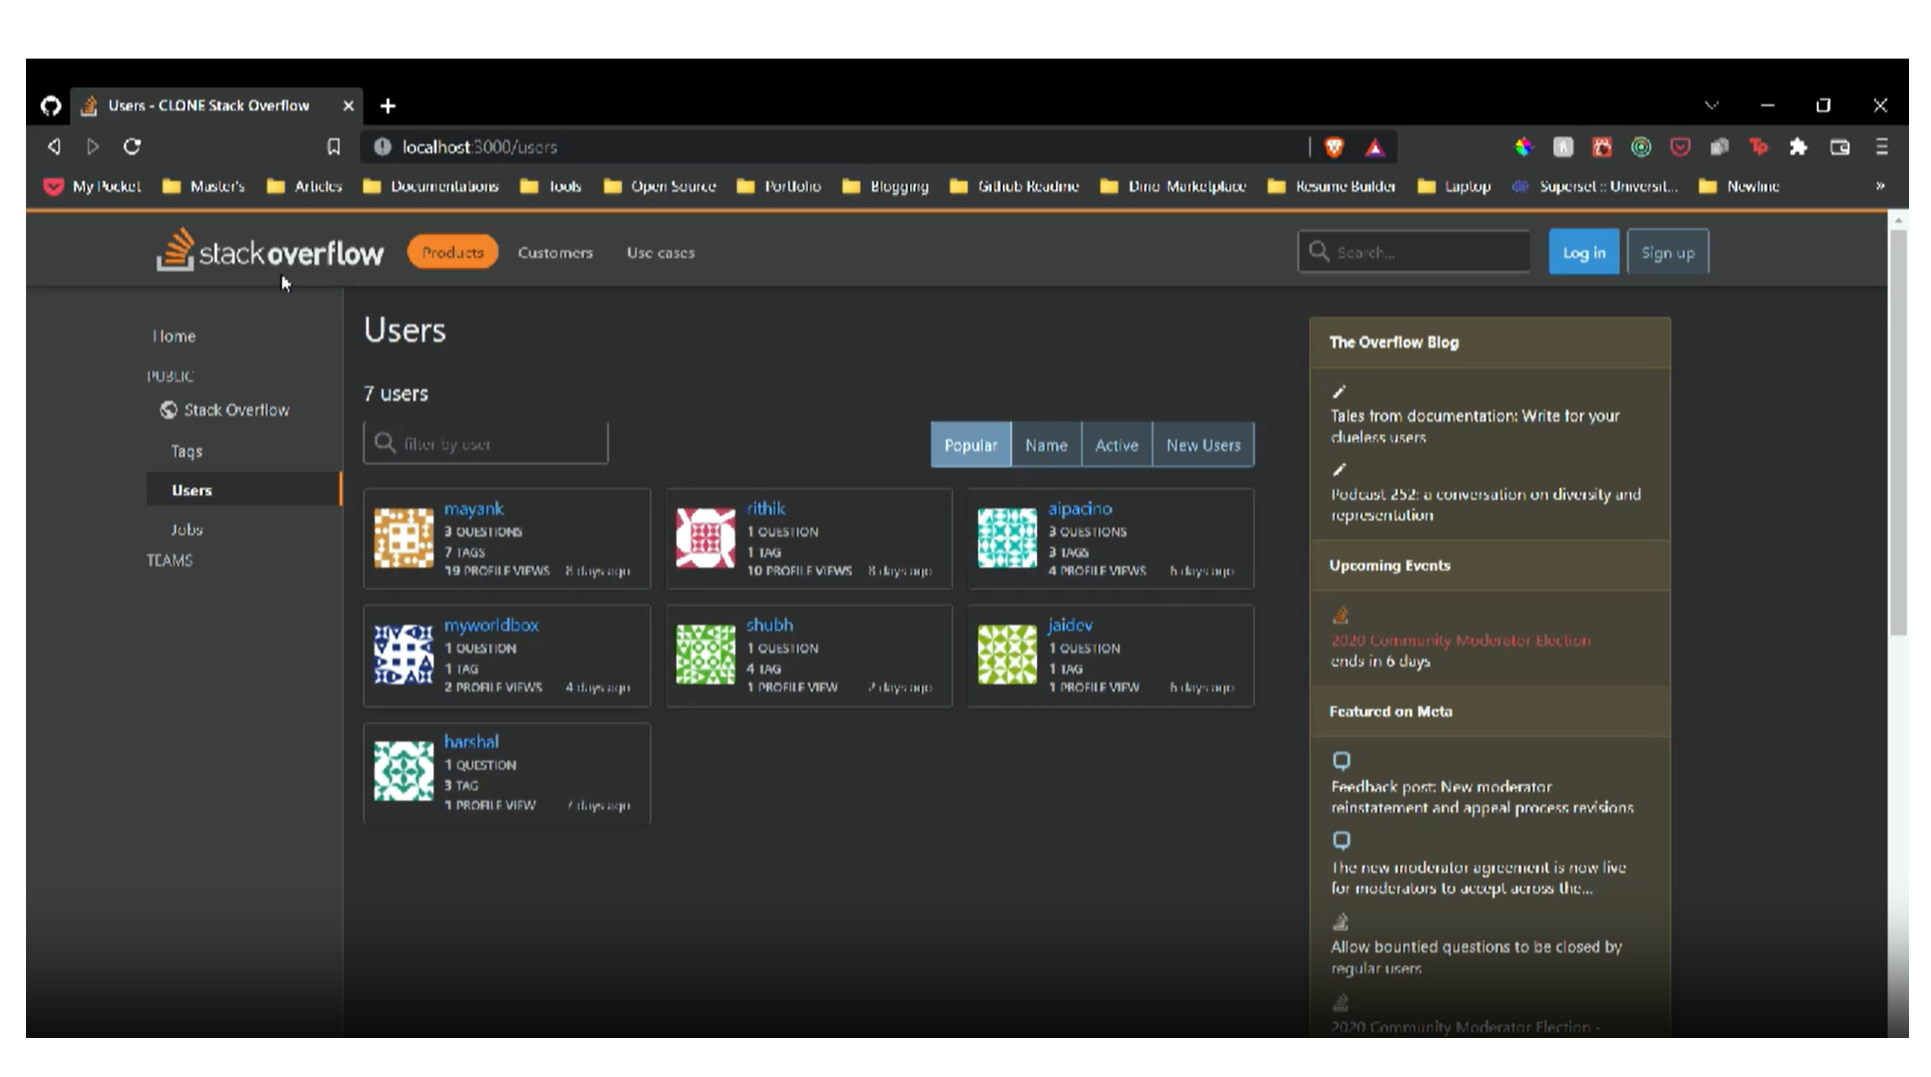 Users - CLONE Stack Overflow
localhost:3000/users
My Pocket Master's Articles Documentations Tools Open Source Portfolio Blogging Github Readme Dino Marketplace Resume Builder Laptop Superset :: Universit... Newline »
stackoverflow Products Customers Use cases Search... Log in Sign up
Home
PUBLIC
Stack Overflow
Tags
Users
Jobs
TEAMS
Users
7 users
filter by user
Popular Name Active New Users
mayank
3 QUESTIONS
7 TAGS
19 PROFILE VIEWS 8 days ago
rithik
1 QUESTION
1 TAG
10 PROFILE VIEWS 8 days ago
aipacino
3 QUESTIONS
3 TAGS
4 PROFILE VIEWS 6 days ago
myworldbox
1 QUESTION
1 TAG
2 PROFILE VIEWS 4 days ago
shubh
1 QUESTION
4 TAG
1 PROFILE VIEW 2 days ago
jaidev
1 QUESTION
1 TAG
1 PROFILE VIEW 6 days ago
harshal
1 QUESTION
3 TAG
1 PROFILE VIEW 7 days ago
The Overflow Blog
Tales from documentation: Write for your
clueless users
Podcast 252: a conversation on diversity and
representation
Upcoming Events
2020 Community Moderator Election
ends in 6 days
Featured on Meta
Feedback post: New moderator
reinstatement and appeal process revisions
The new moderator agreement is now live
for moderators to accept across the...
Allow bountied questions to be closed by
regular users
2020 Community Moderator Election -